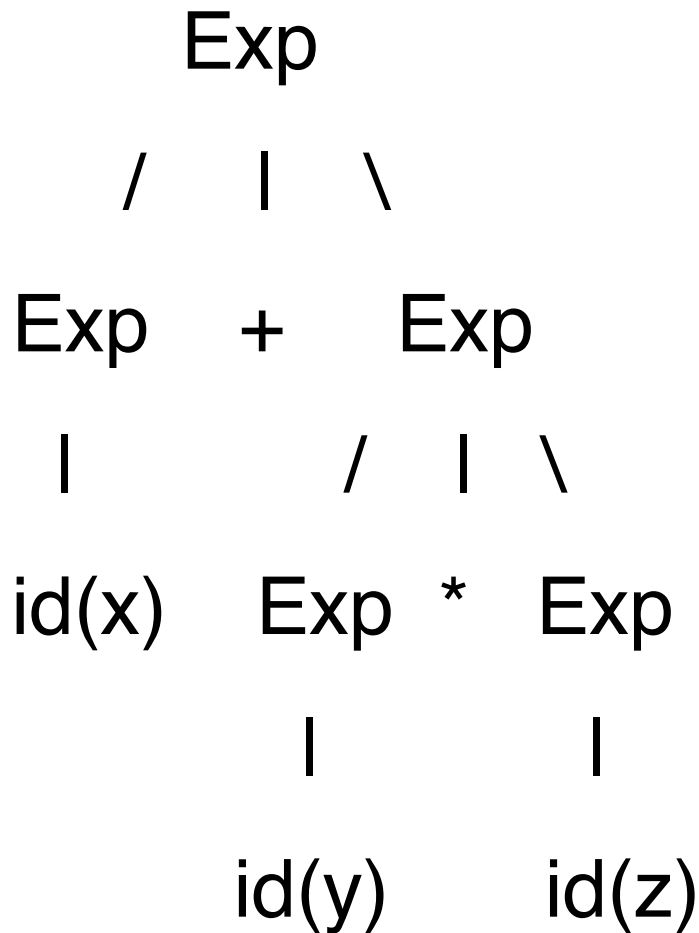 Exp
/ | \
Exp + Exp
| / | \
id(x) Exp * Exp
| |
id(y) id(z)